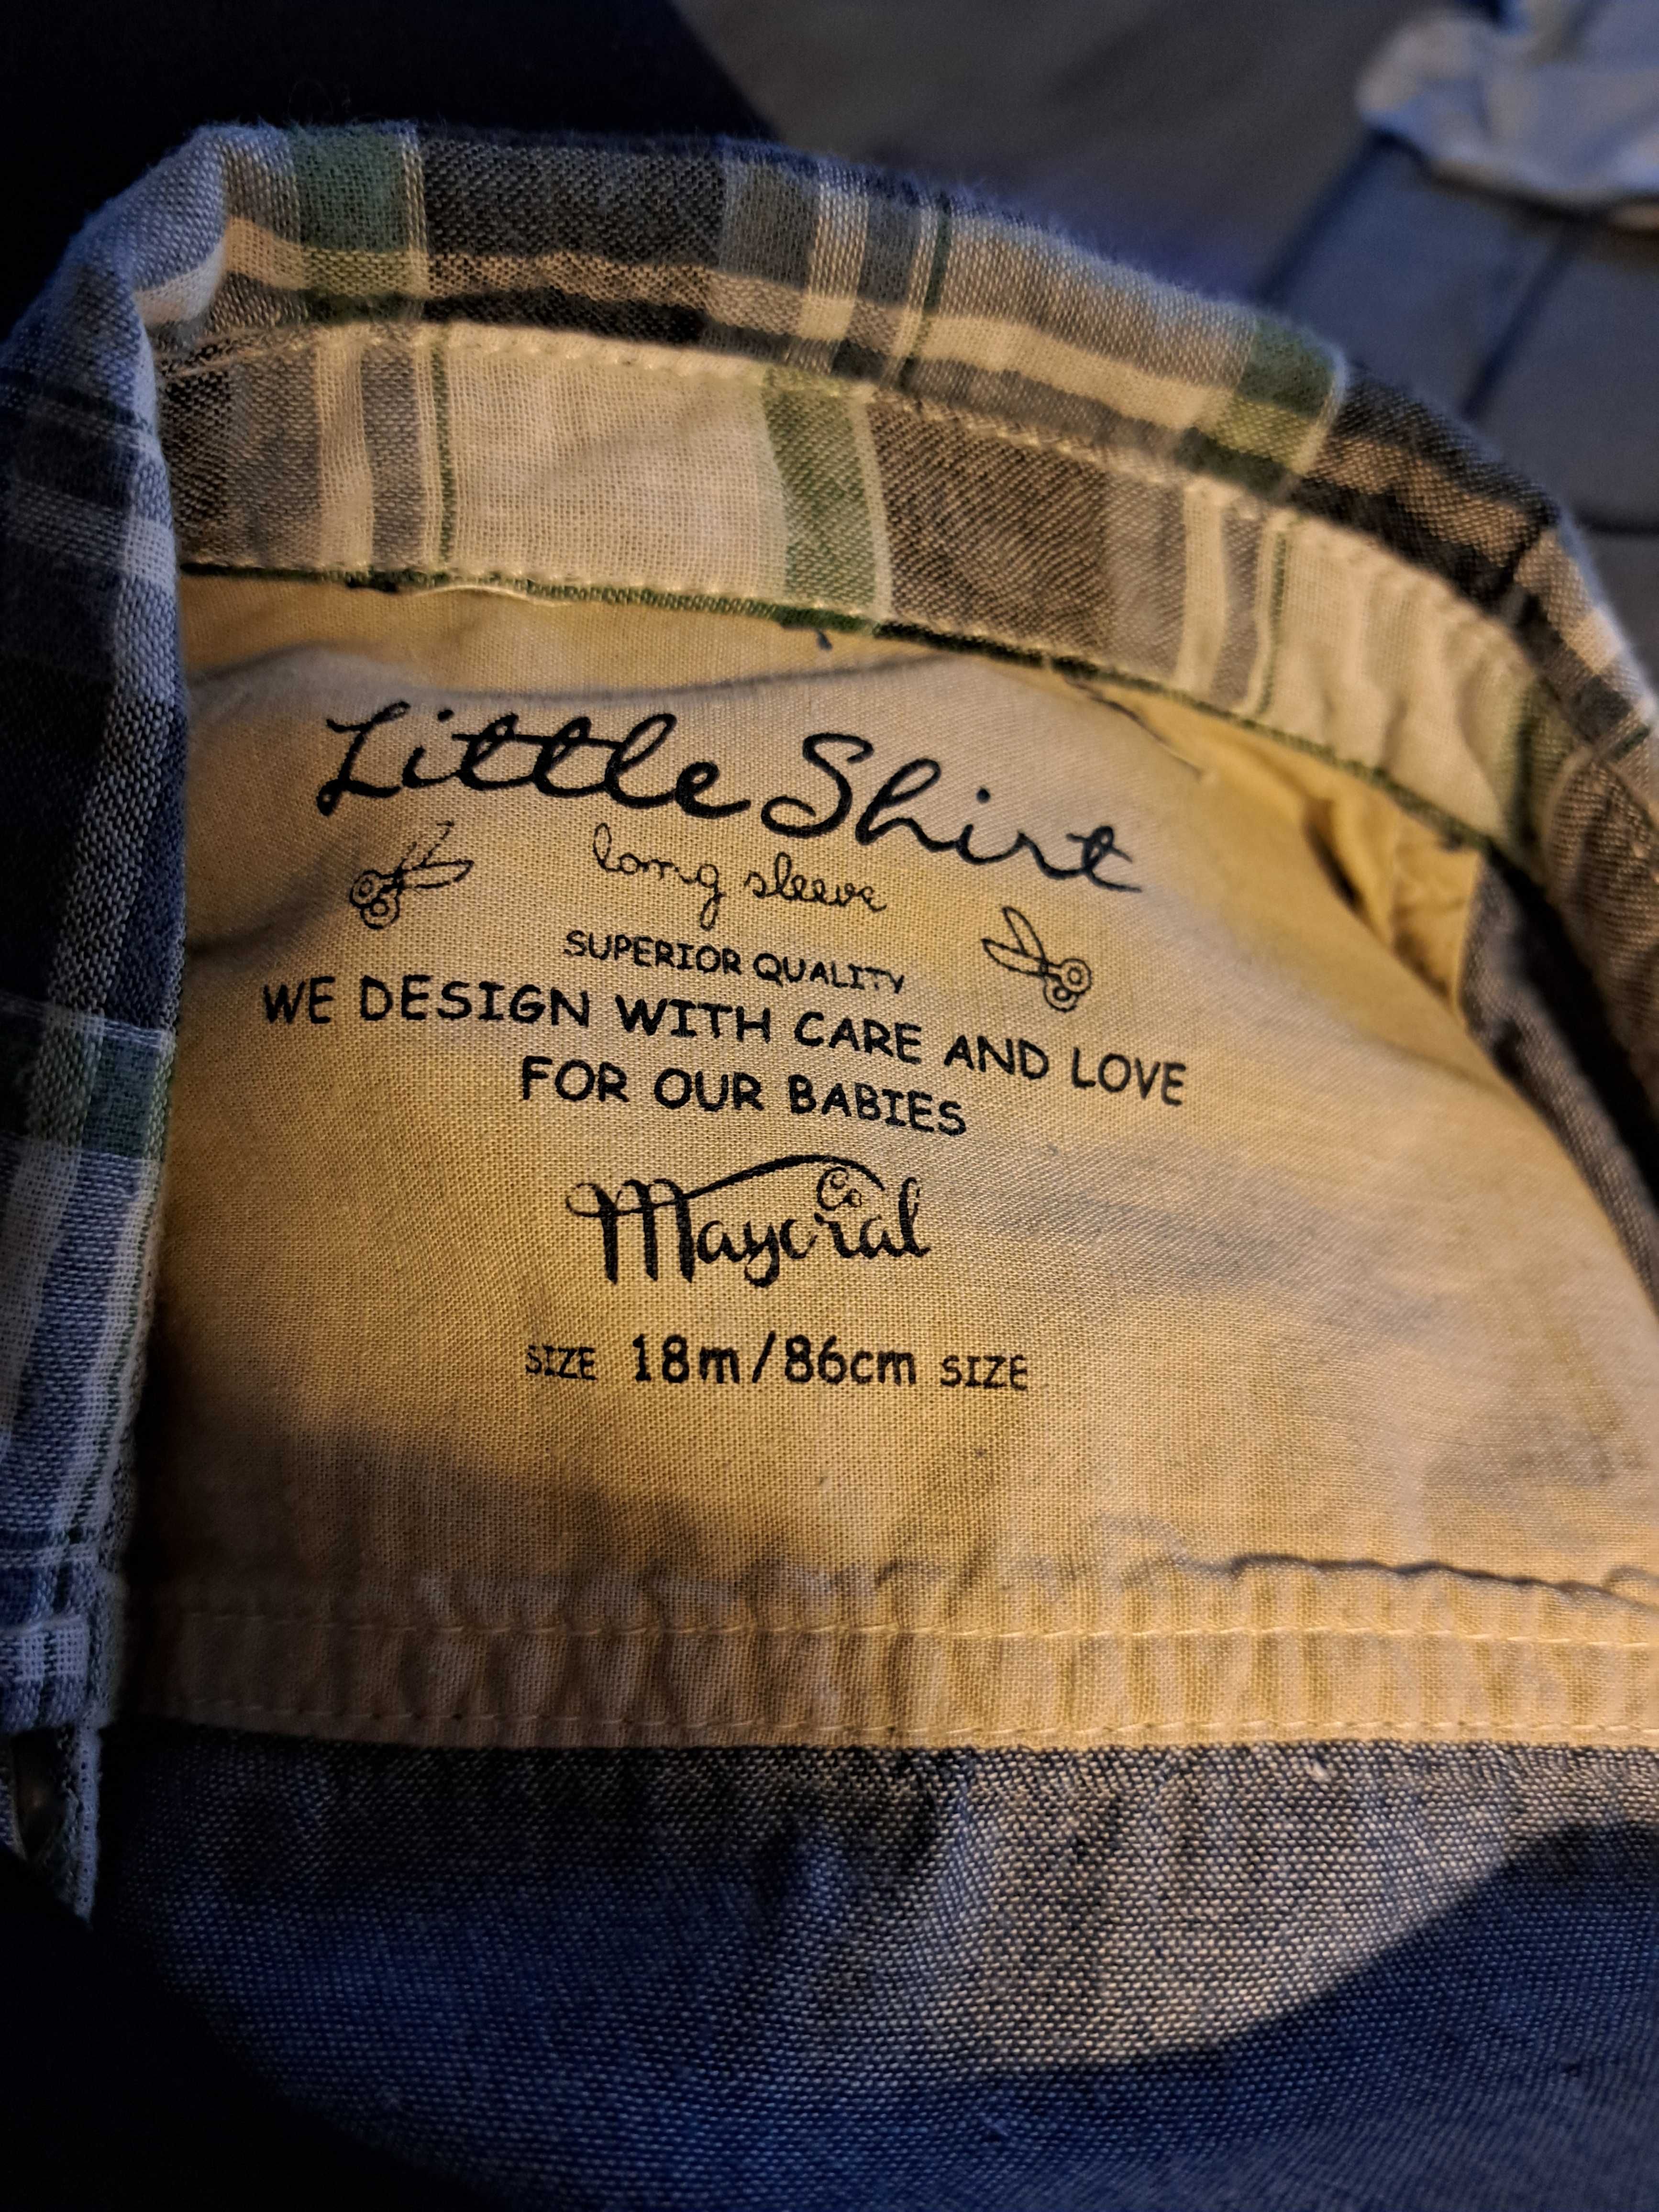 Little Shirt
long sleeve
SUPERIOR QUALITY
WE DESIGN WITH CARE AND LOVE
FOR OUR BABIES
Mayoral Co
SIZE 18m/86cm SIZE